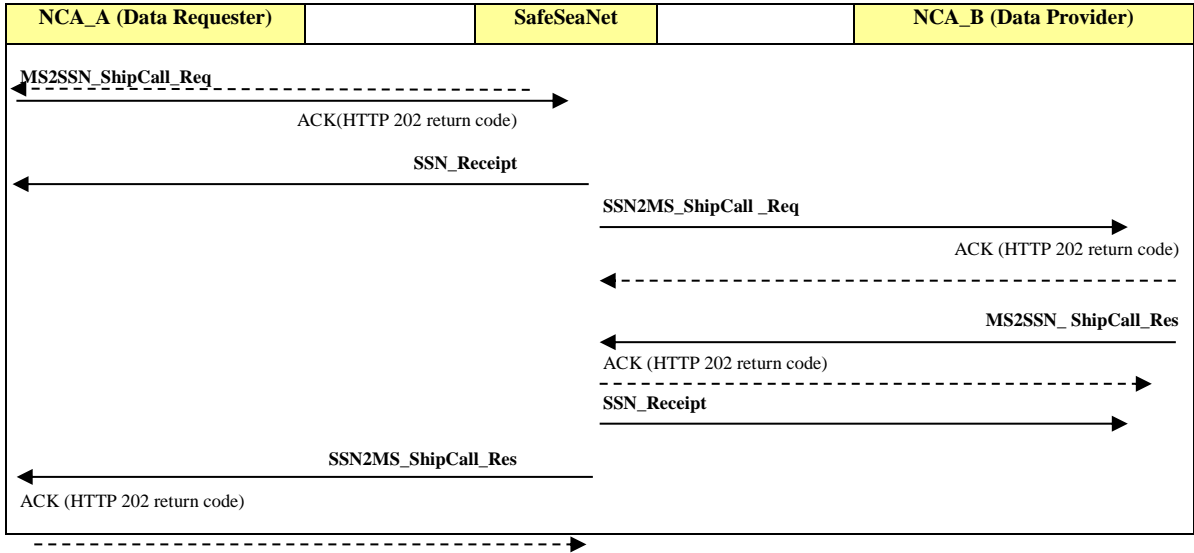 NCA_A (Data Requester)
SafeSeaNet
NCA_B (Data Provider)
MS2SSN_ShipCall_Req
ACK(HTTP 202 return code)
SSN_Receipt
SSN2MS_ShipCall _Req
ACK (HTTP 202 return code)
MS2SSN_ ShipCall_Res
ACK (HTTP 202 return code)
SSN_Receipt
SSN2MS_ShipCall_Res
ACK (HTTP 202 return code)